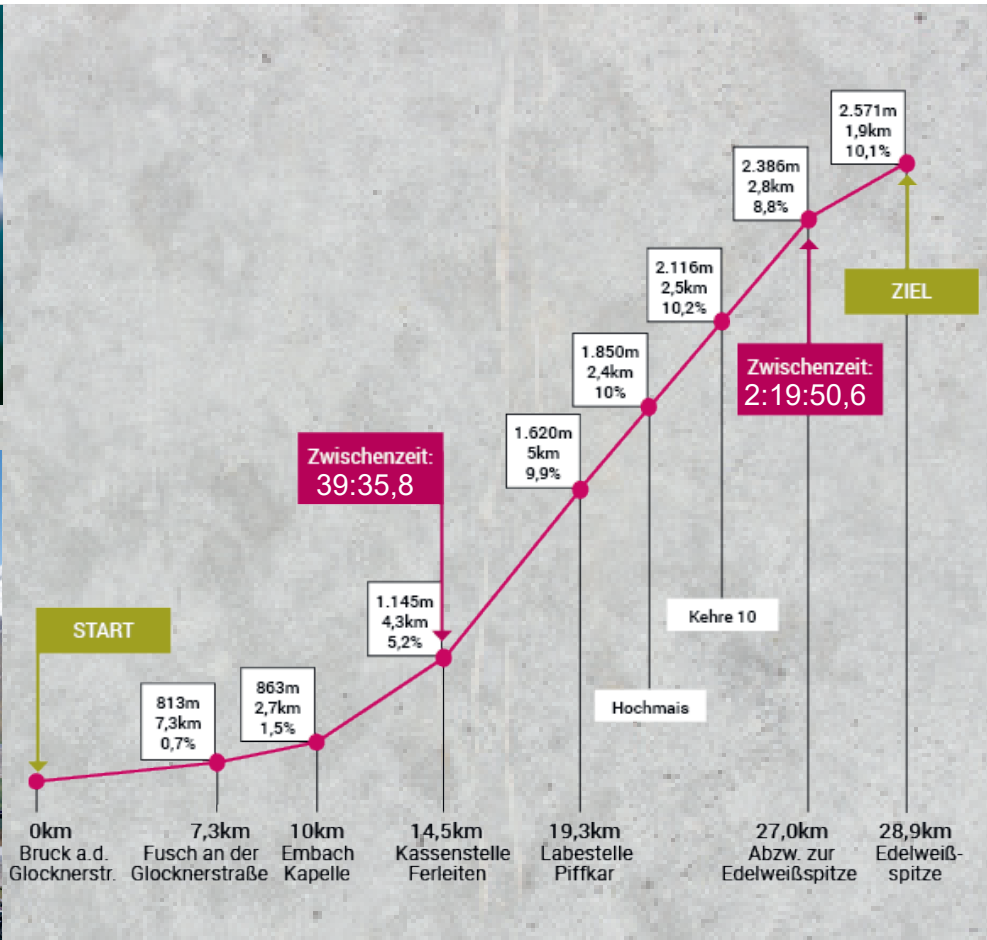 2.571m
1,9km
10,1%
2.386m
2,8km
8,8%
2.116m
2,5km
10,2%
ZIEL
1.850m
2,4km
10%
Zwischenzeit:
2:19:50,6
1.620m
5km
9,9%
Zwischenzeit:
39:35,8
1.145m
4,3km
5,2%
START
Kehre 10
863m
2,7km
1,5%
813m
7,3km
0,7%
Hochmais
0km
Bruck a.d.
Glocknerstr.
7,3km
Fusch an der
Glocknerstraße
10km
Embach
Kapelle
14,5km
Kassenstelle
Ferleiten
19,3km
Labestelle
Piffkar
27,0km
Abzw. zur
Edelweißspitze
28,9km
Edelweiß-
spitze